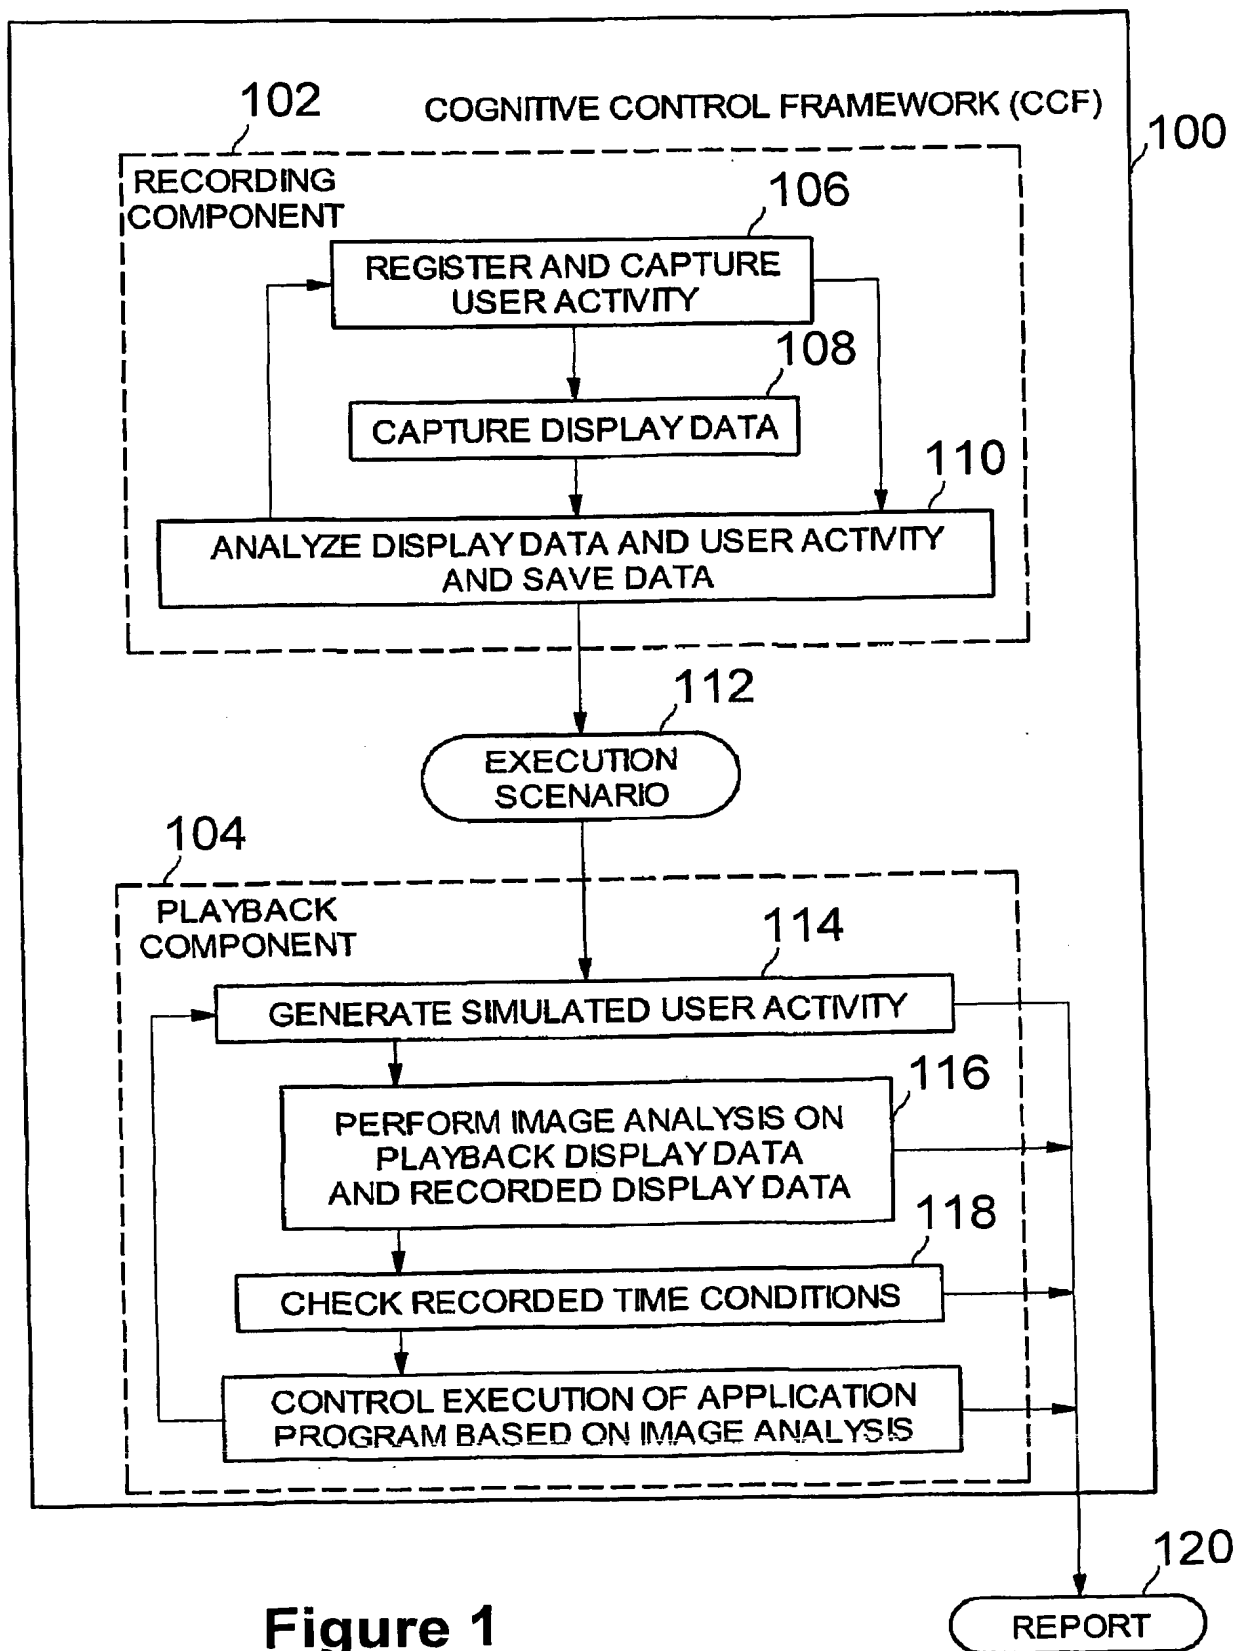 102
COGNITIVE CONTROL FRAMEWORK (CCF)
100
RECORDING
COMPONENT
106
REGISTER AND CAPTURE
USER ACTIVITY
108
CAPTURE DISPLAY DATA
110
ANALYZE DISPLAY DATA AND USER ACTIVITY
AND SAVE DATA
112
EXECUTION
SCENARIO
104
PLAYBACK
COMPONENT
114
GENERATE SIMULATED USER ACTIVITY
116
PERFORM IMAGE ANALYSIS ON
PLAYBACK DISPLAY DATA
AND RECORDED DISPLAY DATA
118
CHECK RECORDED TIME CONDITIONS
CONTROL EXECUTION OF APPLICATION
PROGRAM BASED ON IMAGE ANALYSIS
120
REPORT
Figure 1